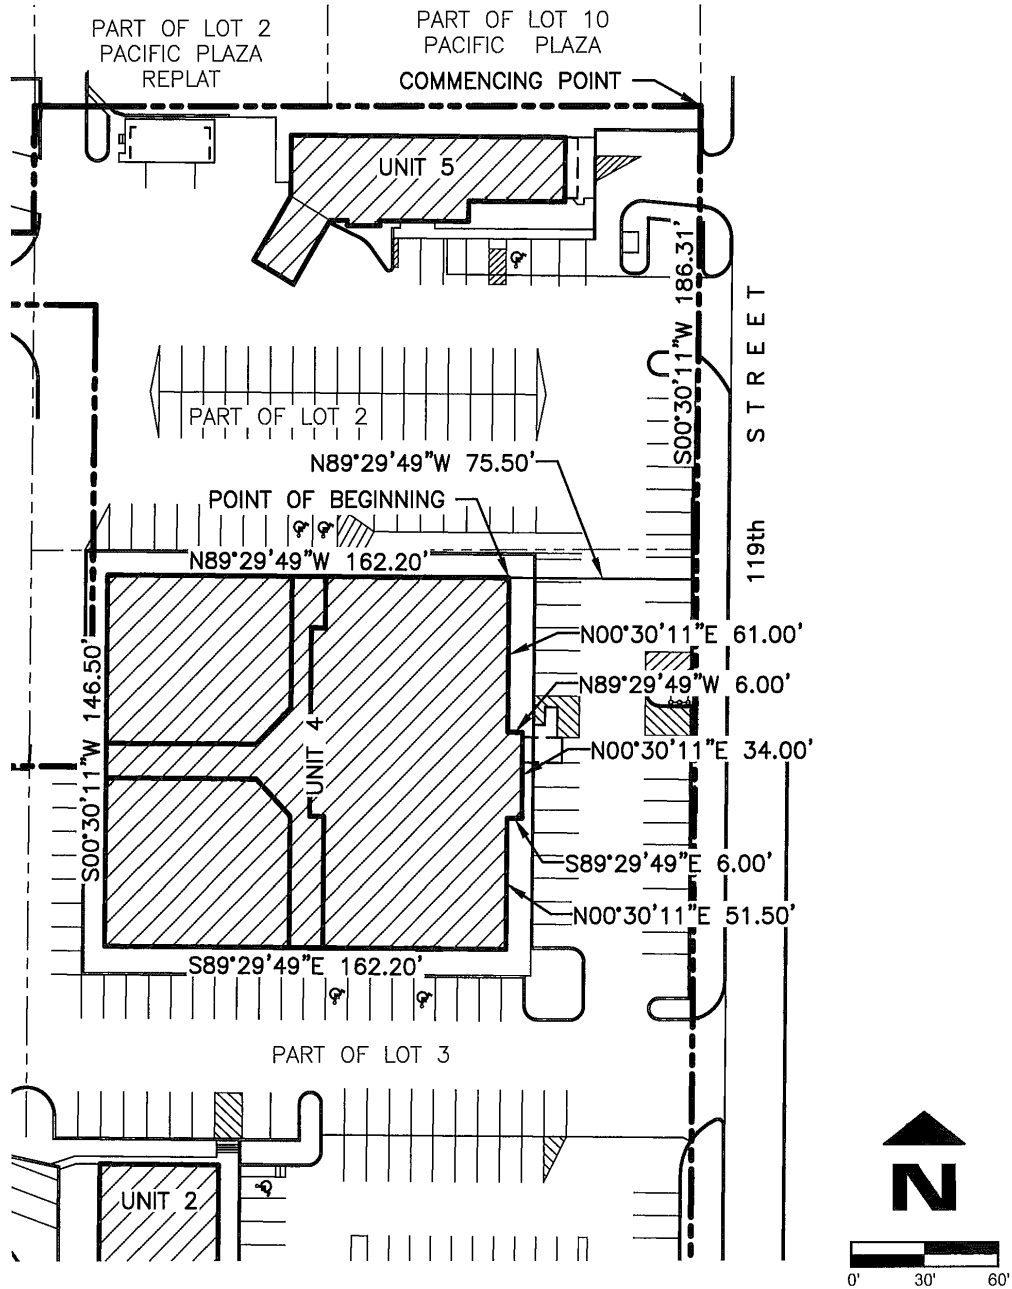 PART OF LOT 2
PACIFIC PLAZA
REPLAT
PART OF LOT 10
PACIFIC PLAZA
COMMENCING POINT
UNIT 5
S00°30'11"W 186.31'
119th STREET
PART OF LOT 2
N89°29'49"W 75.50'
POINT OF BEGINNING
N89°29'49"W 162.20'
N00°30'11"E 61.00'
N89°29'49"W 6.00'
N00°30'11"E 34.00'
S89°29'49"E 6.00'
N00°30'11"E 51.50'
S00°30'11"W 146.50'
UNIT 4
S89°29'49"E 162.20'
PART OF LOT 3
UNIT 2
N
0' 30' 60'